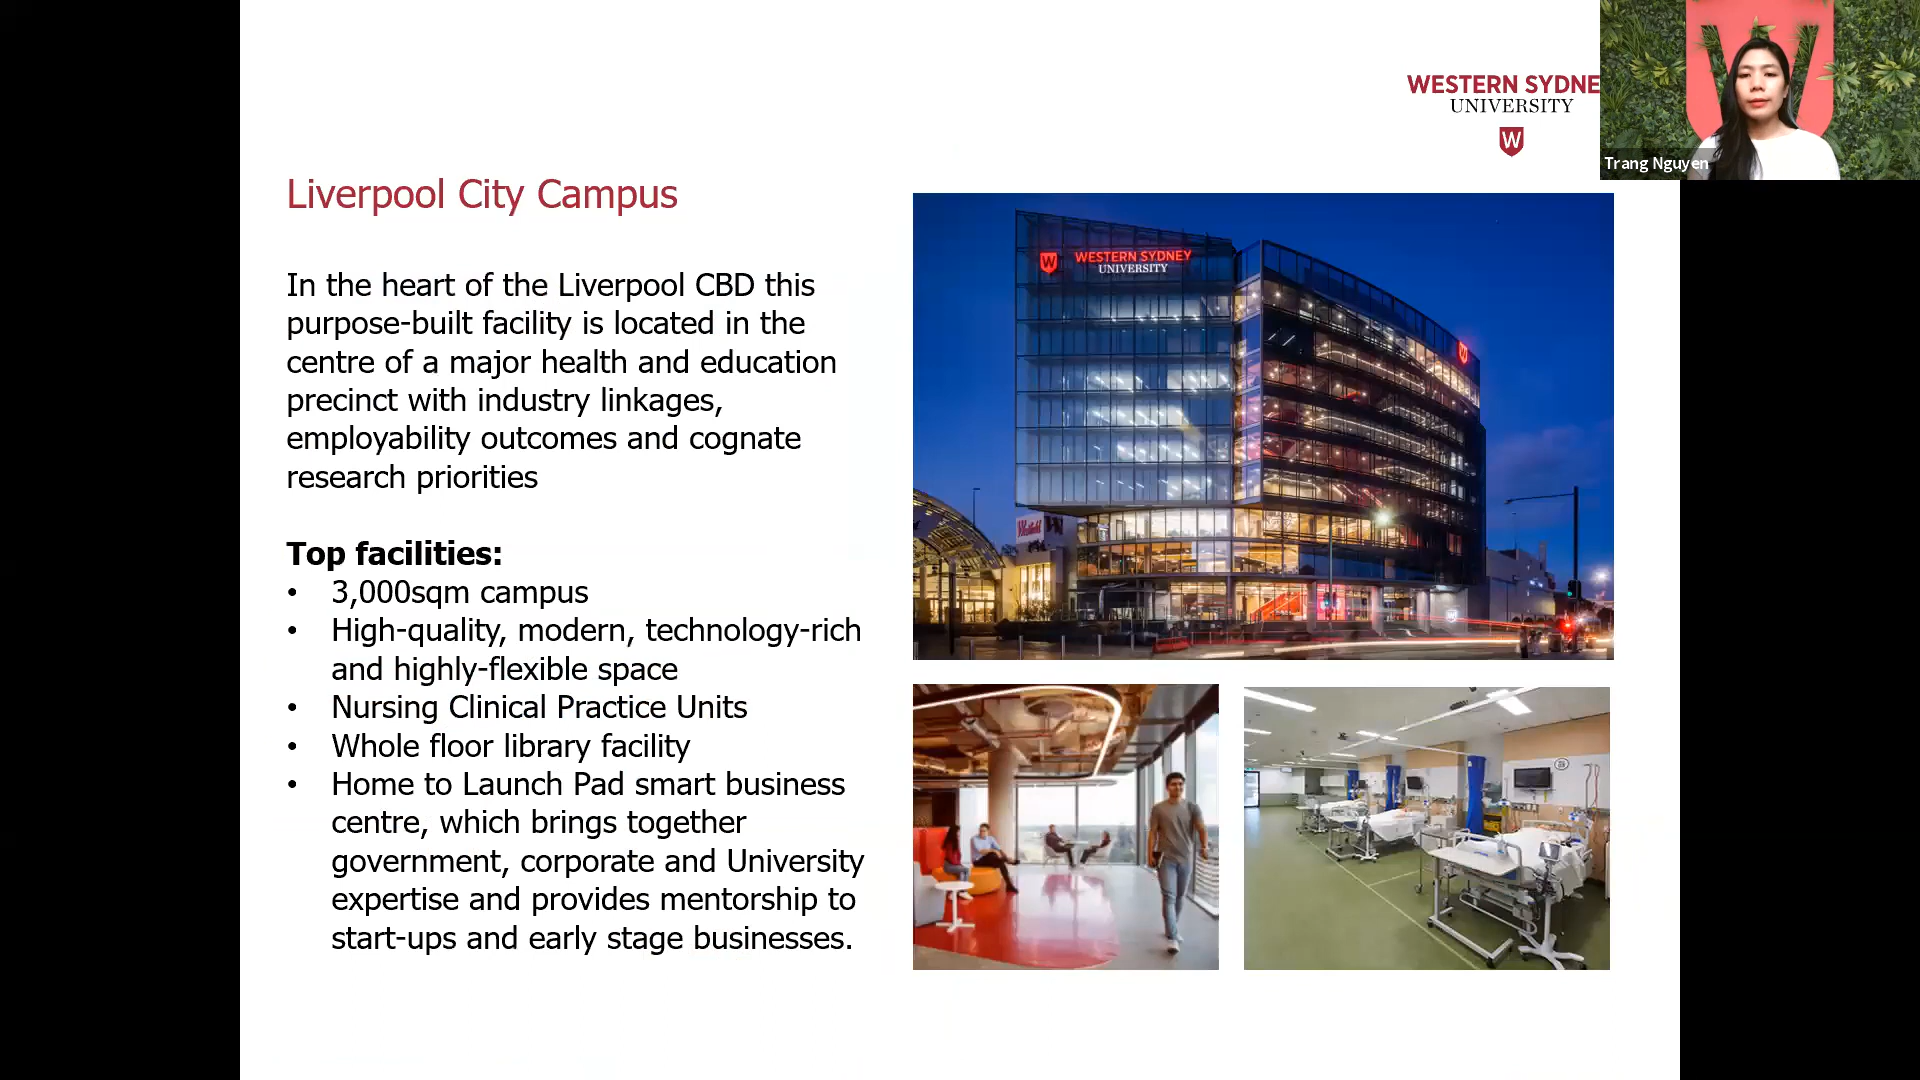 WESTERN SYDNE
UNIVERSITY
W
Trang Nguyen
Liverpool City Campus
In the heart of the Liverpool CBD this
purpose-built facility is located in the
centre of a major health and education
precinct with industry linkages,
employability outcomes and cognate
research priorities
Top facilities:
• 3,000sqm campus
• High-quality, modern, technology-rich
and highly-flexible space
• Nursing Clinical Practice Units
• Whole floor library facility
• Home to Launch Pad smart business
centre, which brings together
government, corporate and University
expertise and provides mentorship to
start-ups and early stage businesses.
W WESTERN SYDNEY
UNIVERSITY
W
Westfield
W